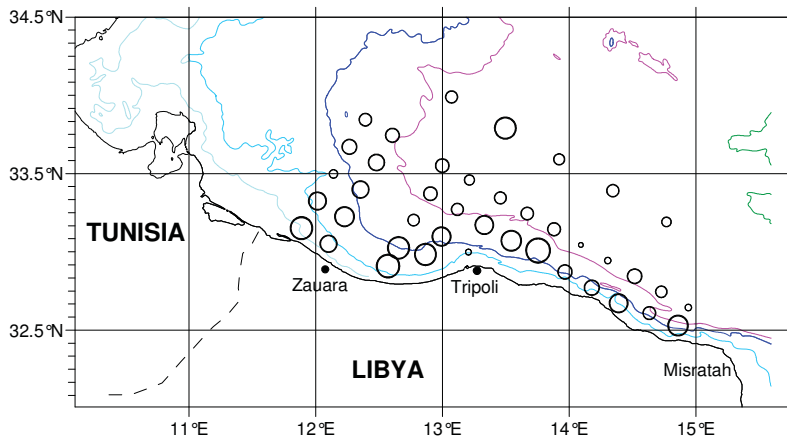 34.5°N
33.5°N
TUNISIA
Zauara
Tripoli
32.5°N
LIBYA
Misratah
11°E
12°E
13°E
14°E
15°E